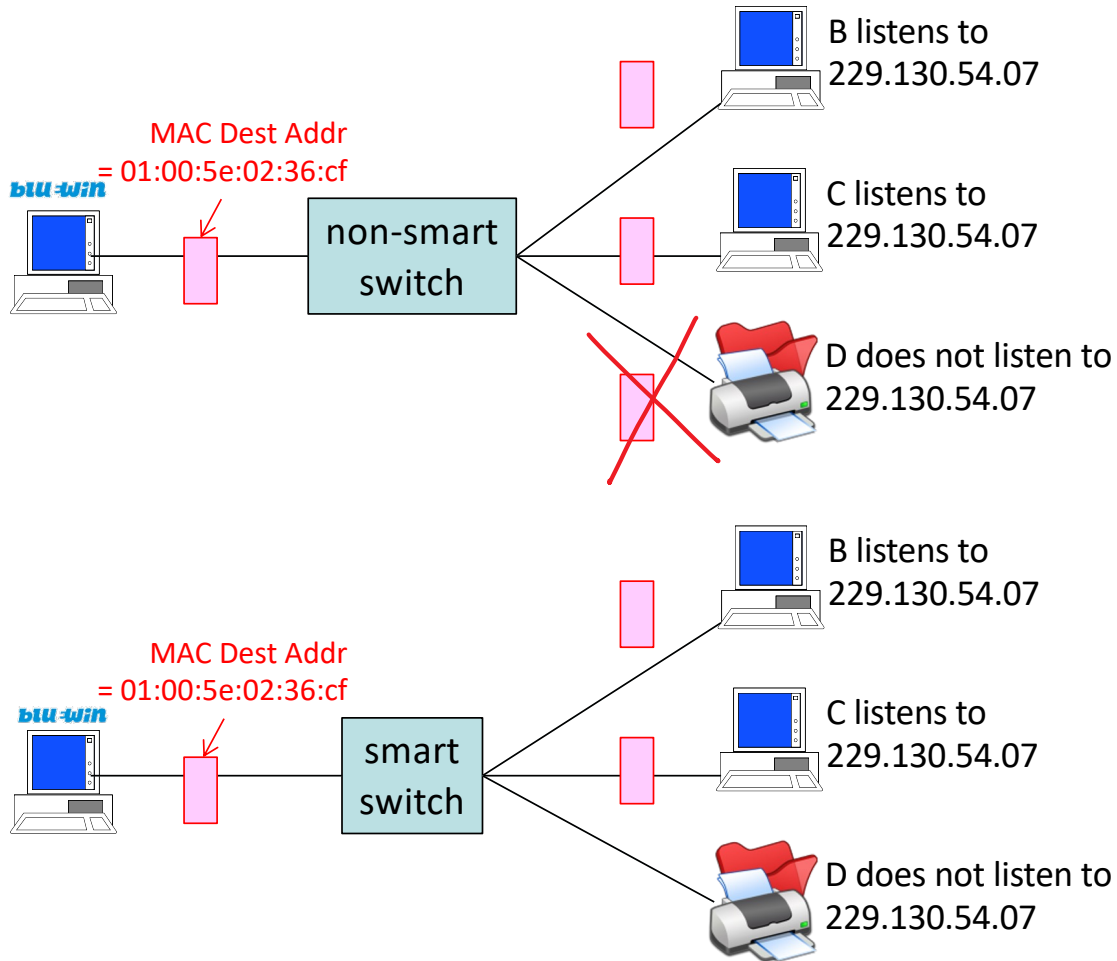 B listens to
229.130.54.07
MAC Dest Addr
= 01:00:5e:02:36:cf
blu:win
non-smart
switch
C listens to
229.130.54.07
D does not listen to
229.130.54.07
B listens to
229.130.54.07
MAC Dest Addr
= 01:00:5e:02:36:cf
blu:win
smart
switch
C listens to
229.130.54.07
D does not listen to
229.130.54.07